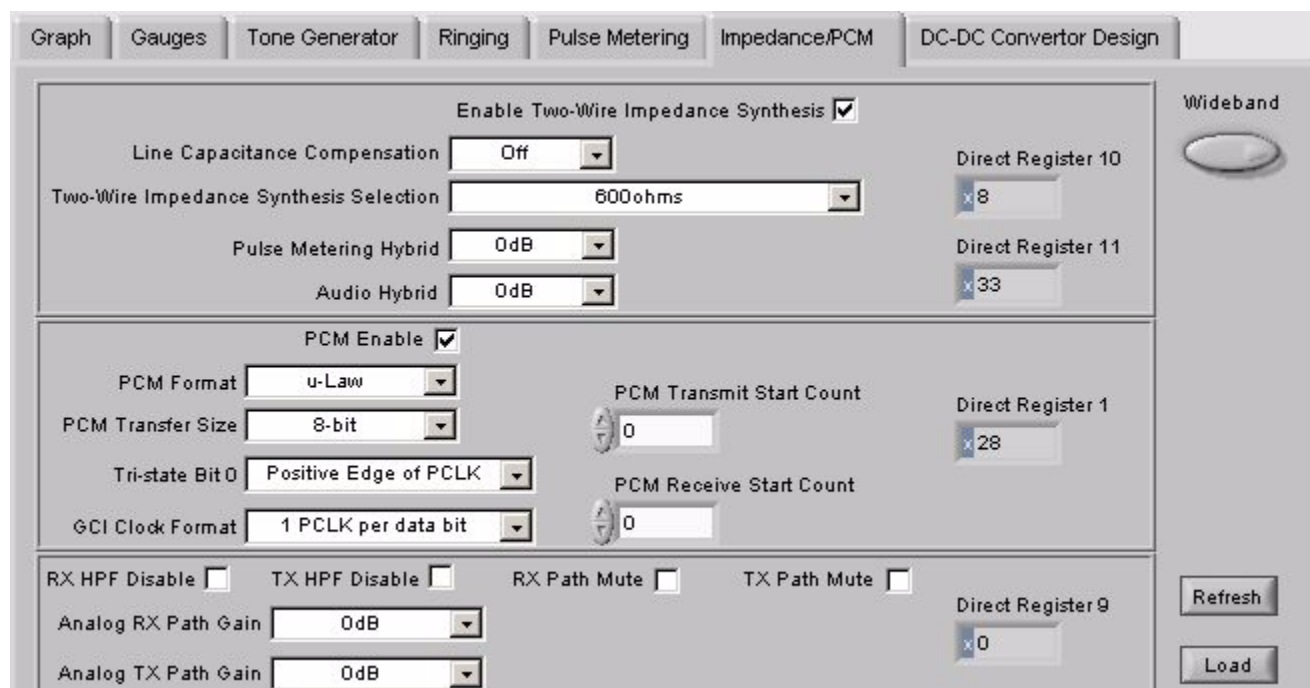 Graph Gauges Tone Generator Ringing Pulse Metering Impedance/PCM DC-DC Convertor Design
Wideband
Enable Two-Wire Impedance Synthesis
Line Capacitance Compensation Off
Direct Register 10
Two-Wire Impedance Synthesis Selection 600ohms
x 8
Pulse Metering Hybrid 0dB
Direct Register 11
Audio Hybrid 0dB
x 33
PCM Enable
PCM Format u-Law
PCM Transmit Start Count
Direct Register 1
PCM Transfer Size 8-bit
0
x 28
Tri-state Bit 0 Positive Edge of PCLK
PCM Receive Start Count
GCI Clock Format 1 PCLK per data bit
0
RX HPF Disable TX HPF Disable RX Path Mute TX Path Mute
Refresh
Direct Register 9
Analog RX Path Gain 0dB
x 0
Analog TX Path Gain 0dB
Load